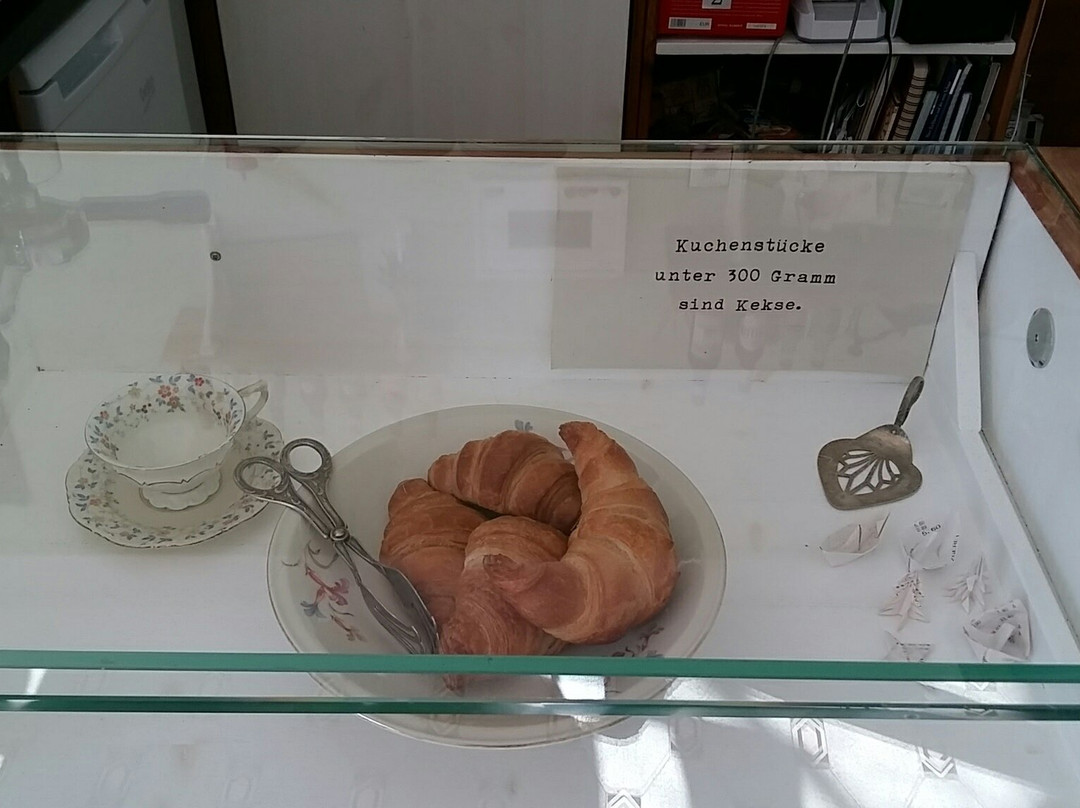 Kuchenstücke
unter 300 Gramm
sind Kekse.